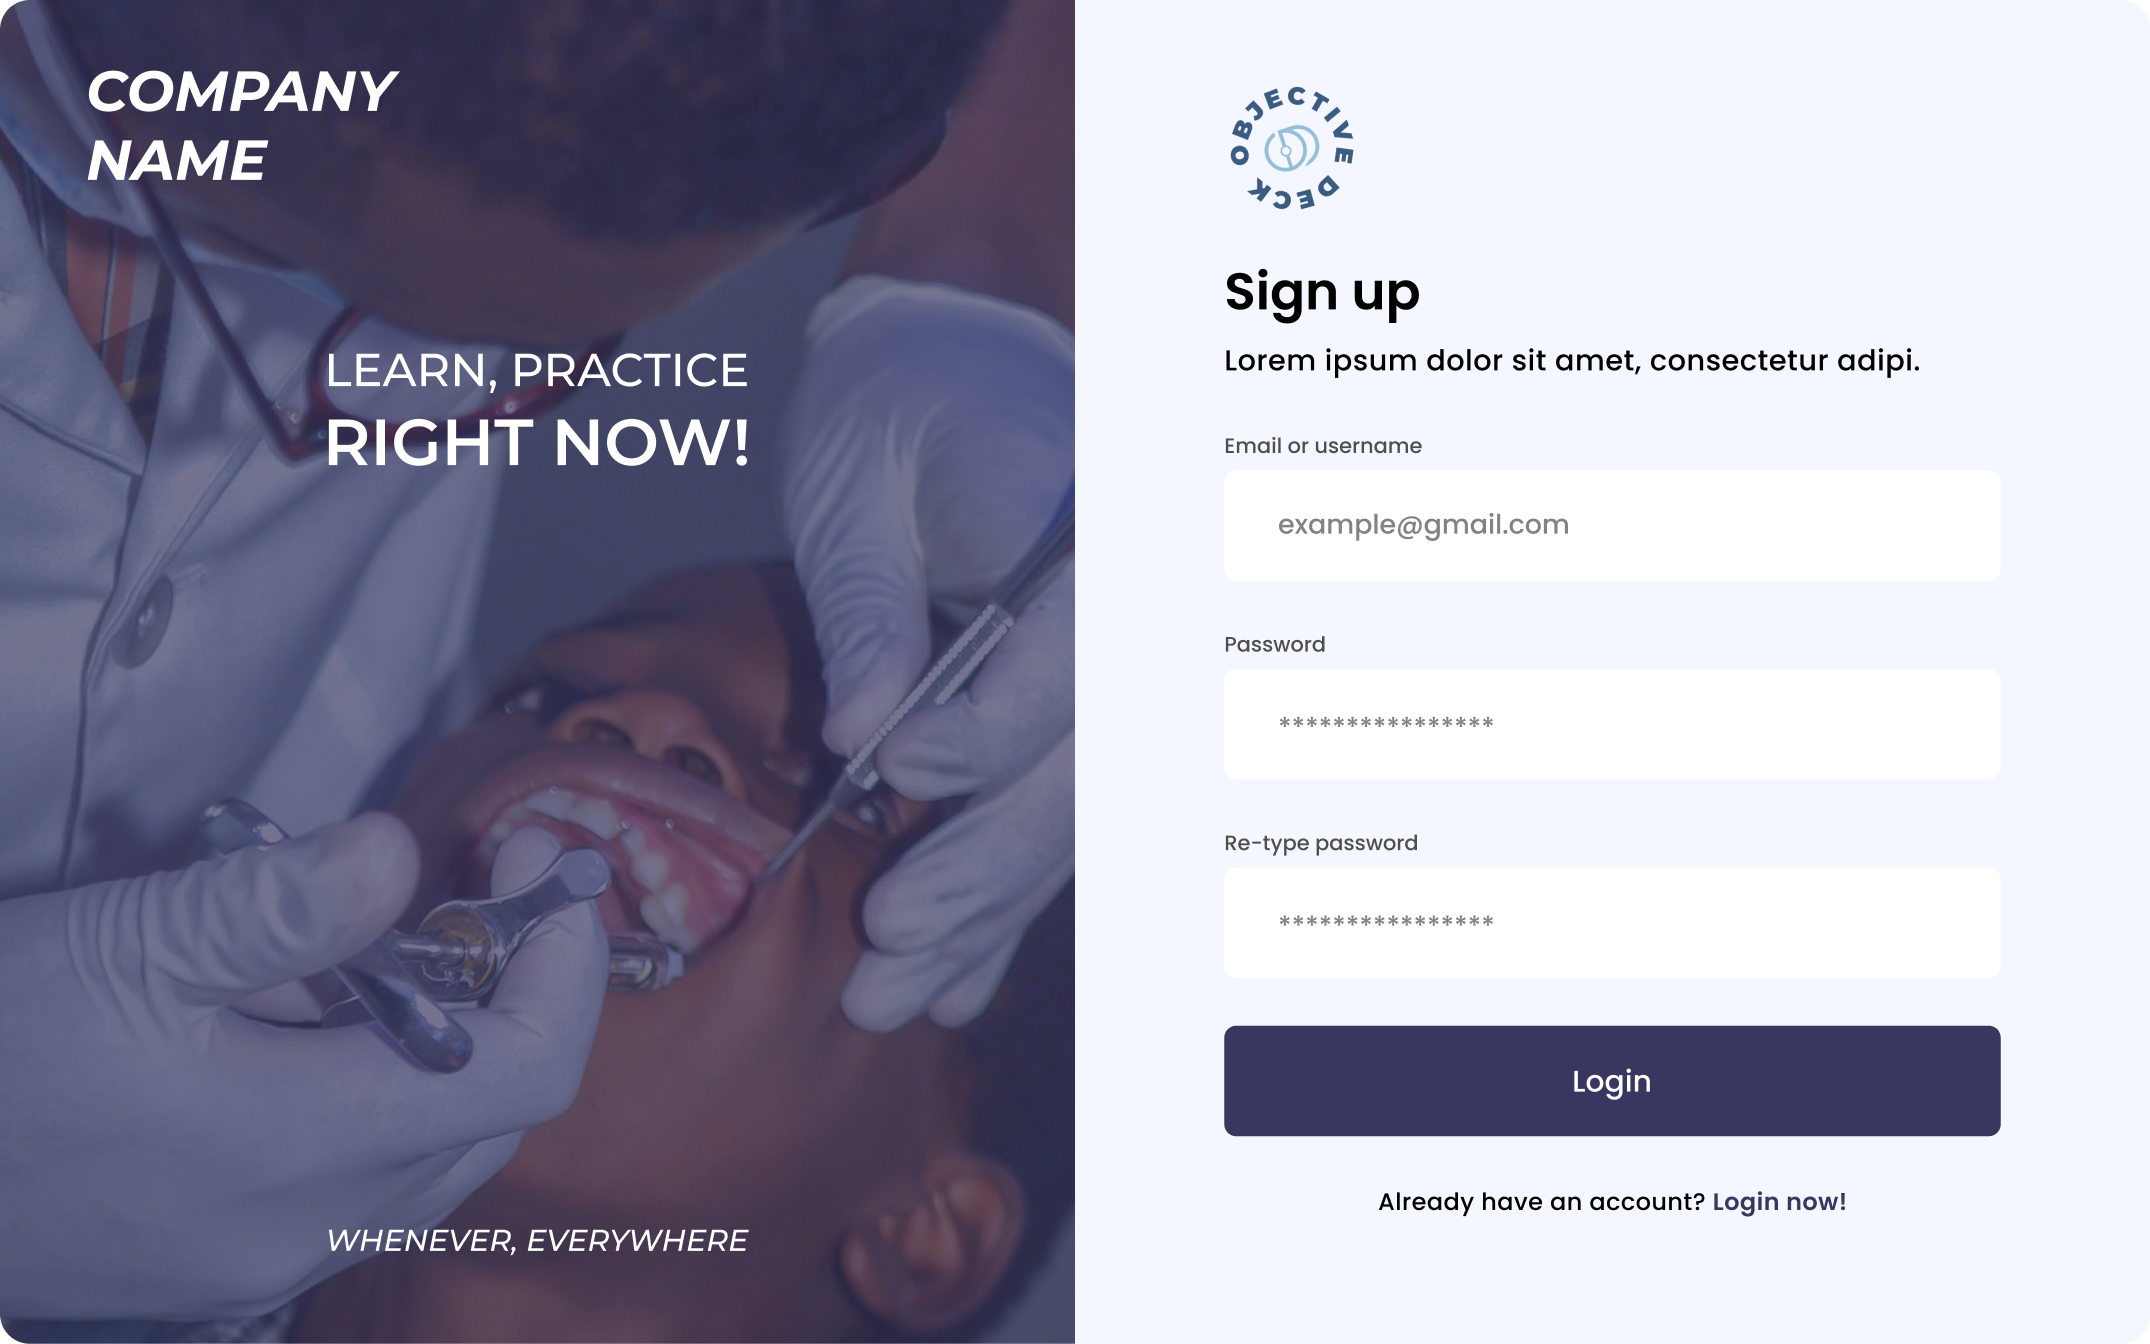 COMPANY
NAME
LEARN, PRACTICE
RIGHT NOW!
WHENEVER, EVERYWHERE
OBJECTIVE DECK
Sign up
Lorem ipsum dolor sit amet, consectetur adipi.
Email or username
example@gmail.com
Password
****************
Re-type password
****************
Login
Already have an account? Login now!